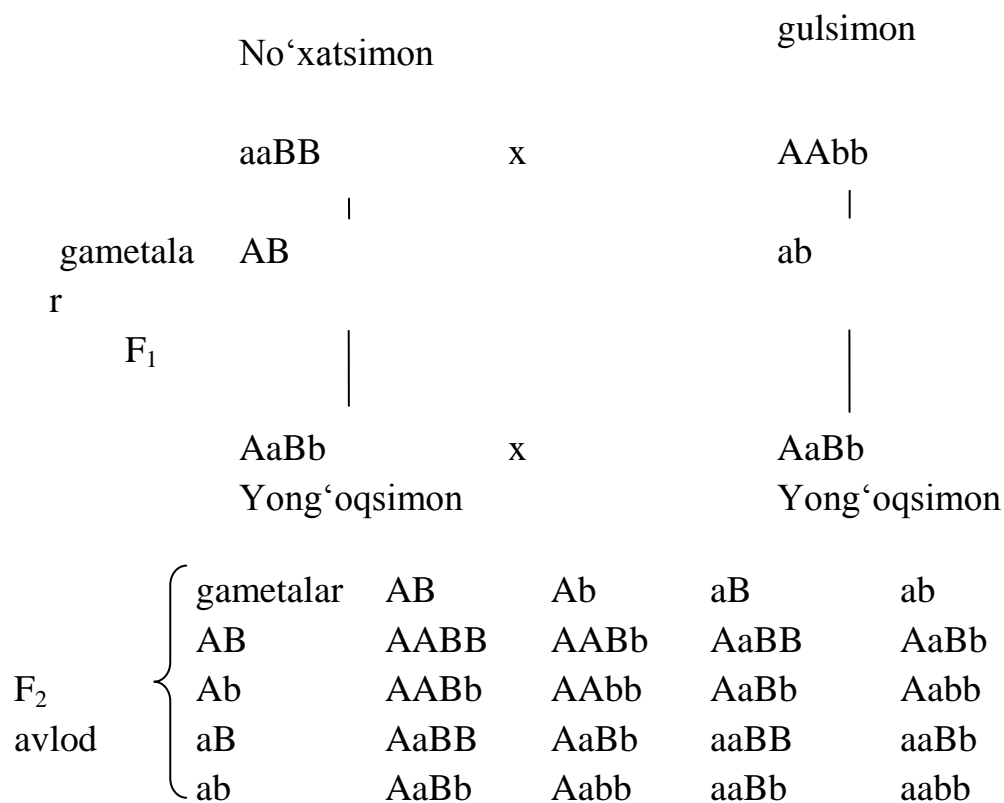 No‘xatsimon gulsimon
aaBB x AAbb
gametala AB ab
r
F₁
AaBb x AaBb
Yong‘oqsimon Yong‘oqsimon
gametalar AB Ab aB ab
AB AABB AABb AaBB AaBb
F₂ Ab AABb AAbb AaBb Aabb
avlod aB AaBB AaBb aaBB aaBb
ab AaBb Aabb aaBb aabb